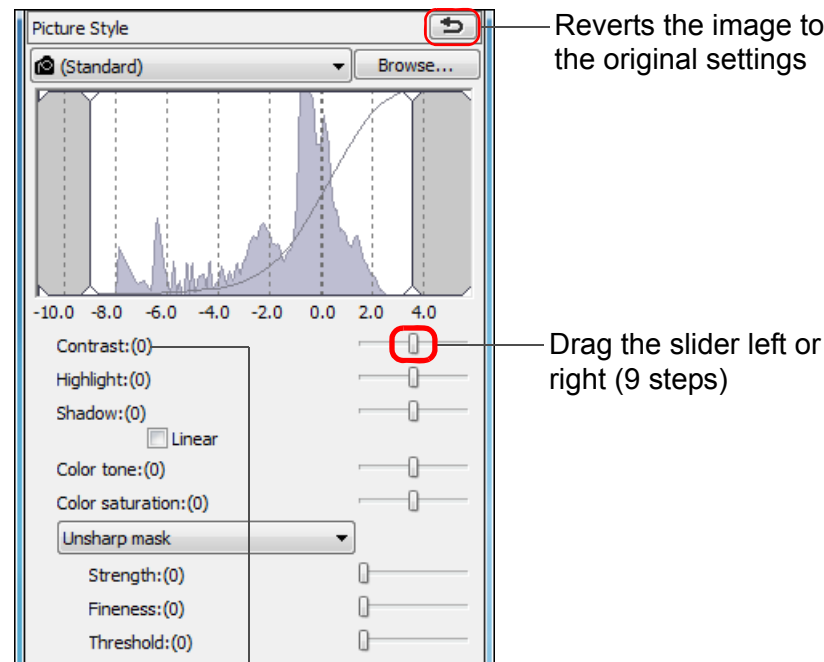 Picture Style
Reverts the image to
the original settings
(Standard)
Browse...
-10.0 -8.0 -6.0 -4.0 -2.0 0.0 2.0 4.0
Contrast:(0)
Drag the slider left or
right (9 steps)
Highlight:(0)
Shadow:(0)
Linear
Color tone:(0)
Color saturation:(0)
Unsharp mask
Strength:(0)
Fineness:(0)
Threshold:(0)